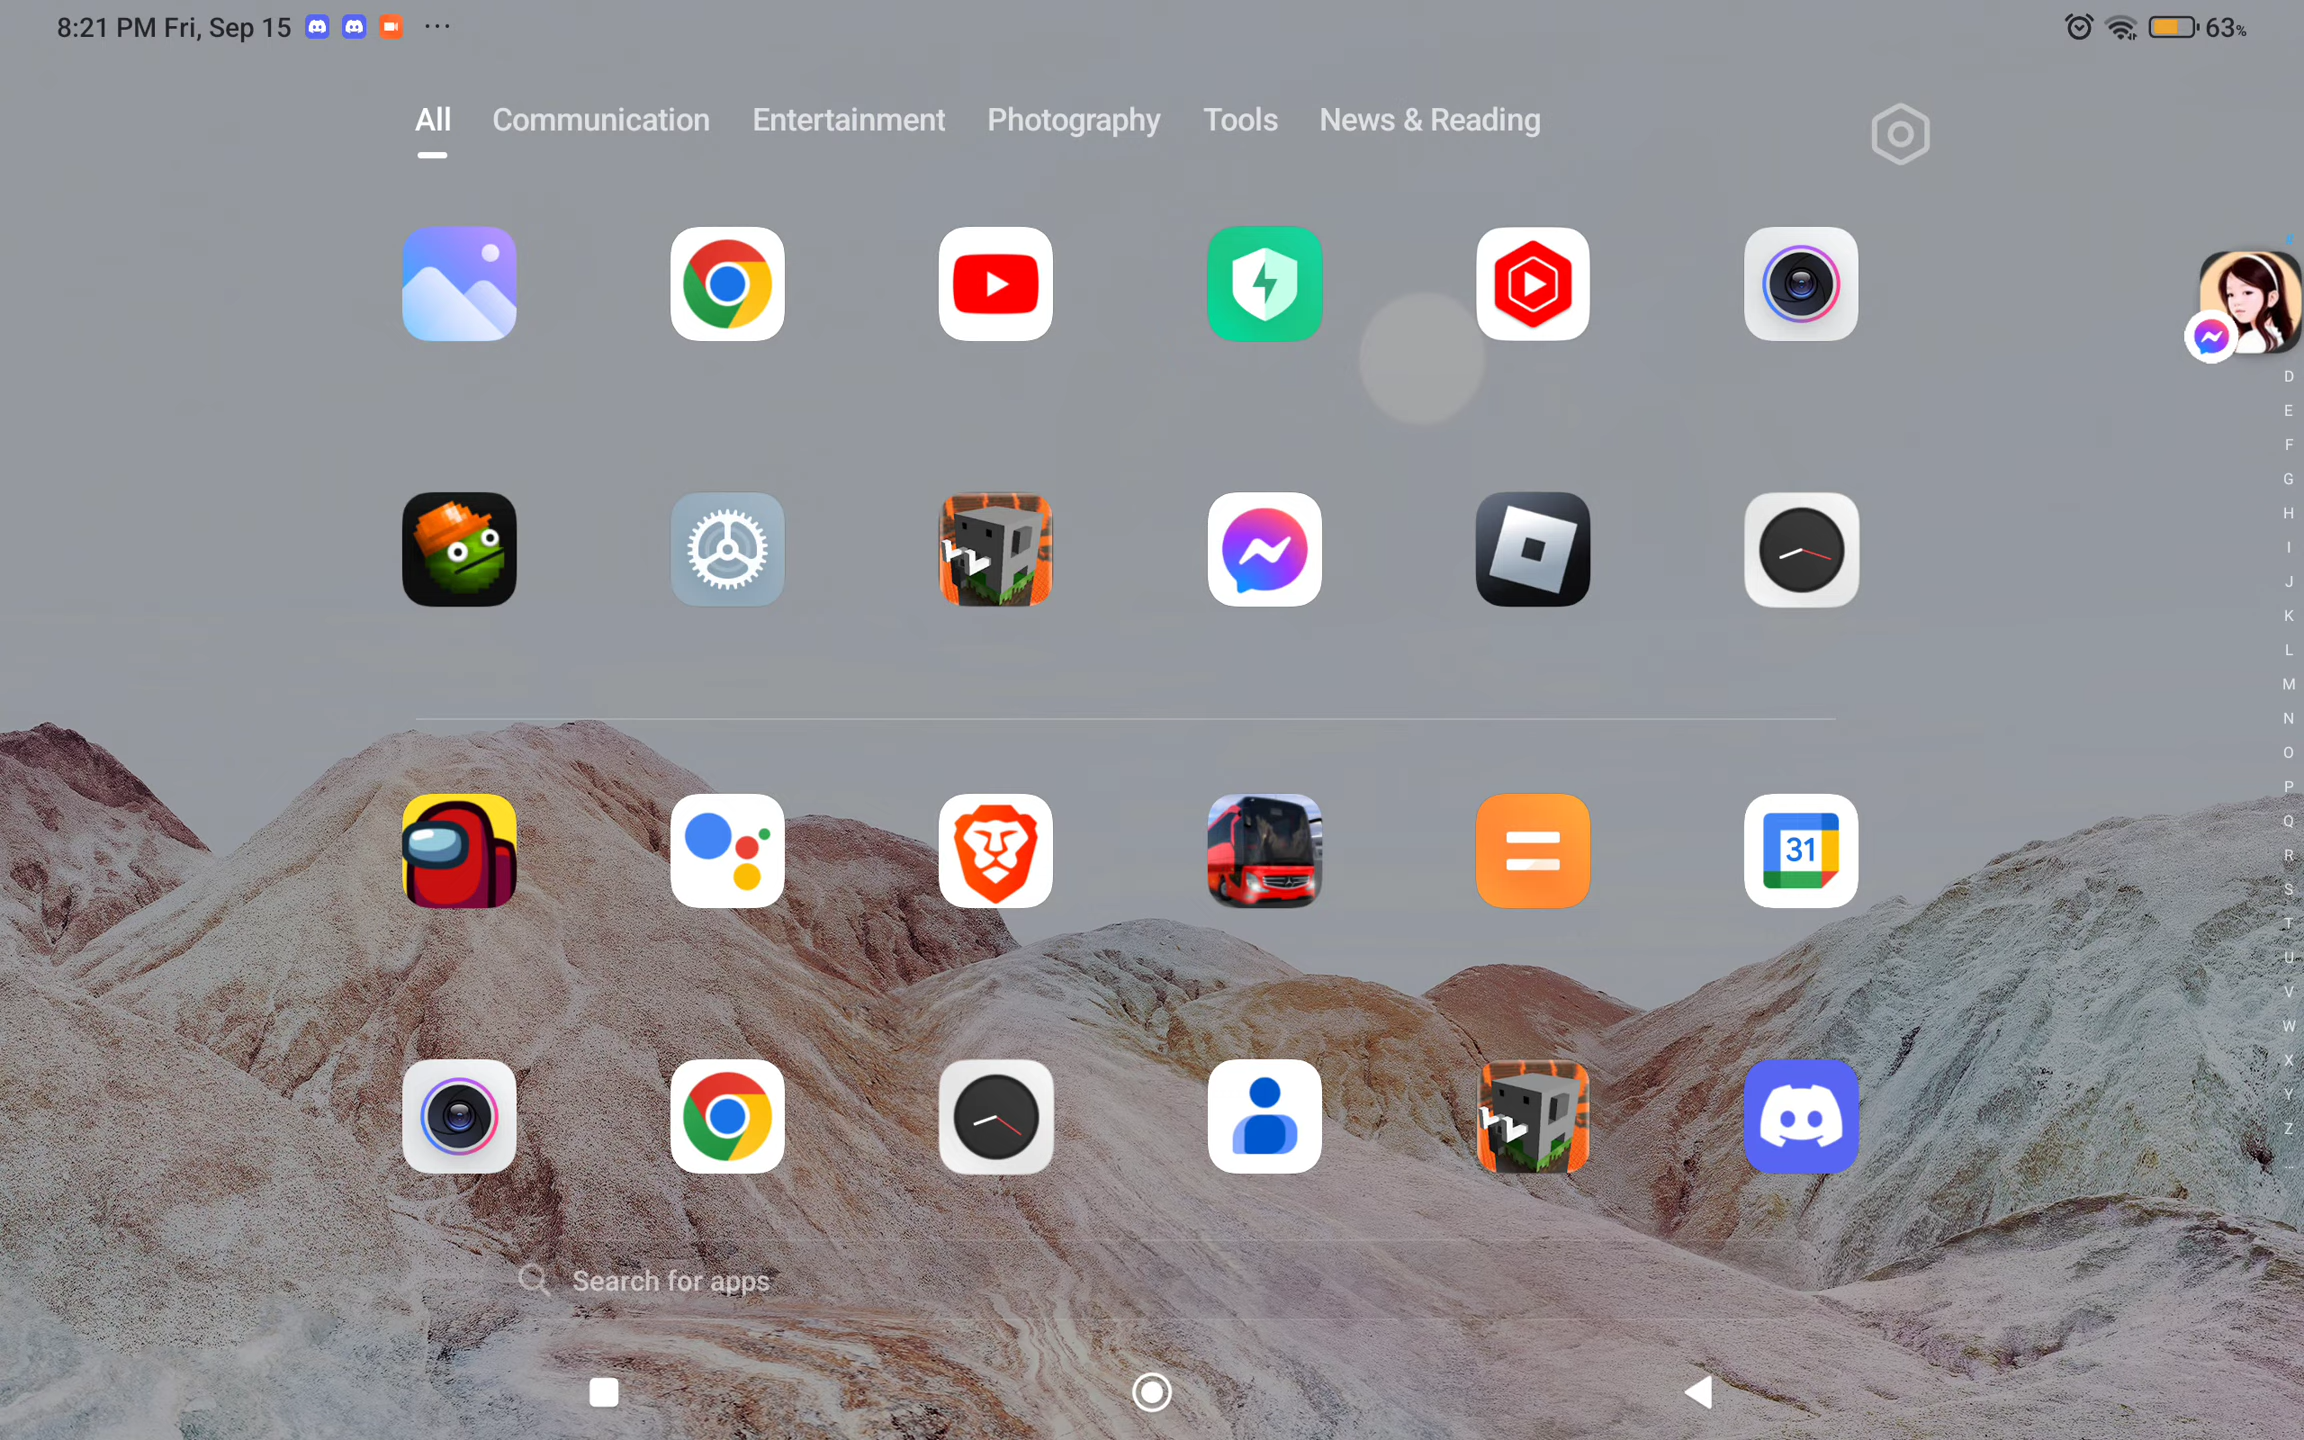 8:21 PM Fri, Sep 15 ···
63%
All Communication Entertainment Photography Tools News & Reading
31
#
D
E
F
G
H
I
J
K
L
M
N
O
P
Q
R
S
T
U
V
W
X
Y
Z
...
Search for apps